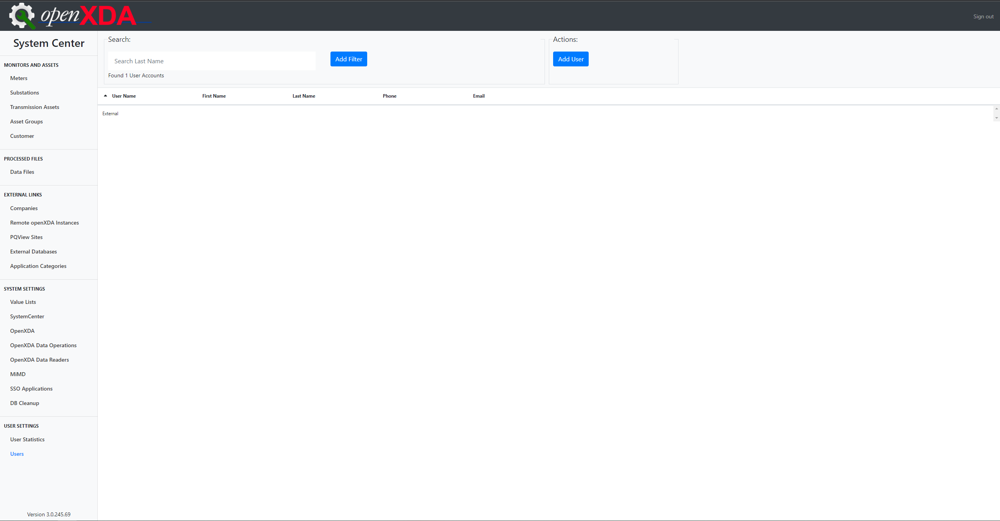 openXDA
Sign out
System Center
MONITORS AND ASSETS
Meters
Substations
Transmission Assets
Asset Groups
Customer
PROCESSED FILES
Data Files
EXTERNAL LINKS
Companies
Remote openXDA Instances
PQView Sites
External Databases
Application Categories
SYSTEM SETTINGS
Value Lists
SystemCenter
OpenXDA
OpenXDA Data Operations
OpenXDA Data Readers
MiMD
SSO Applications
DB Cleanup
USER SETTINGS
User Statistics
Users
Version 3.0.245.69
Search:
Search Last Name
Add Filter
Found 1 User Accounts
Actions:
Add User
User Name First Name Last Name Phone Email
External